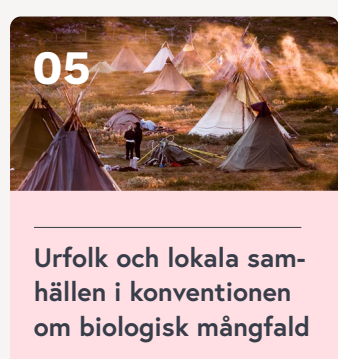 05
Urfolk och lokala sam-
hällen i konventionen
om biologisk mångfald